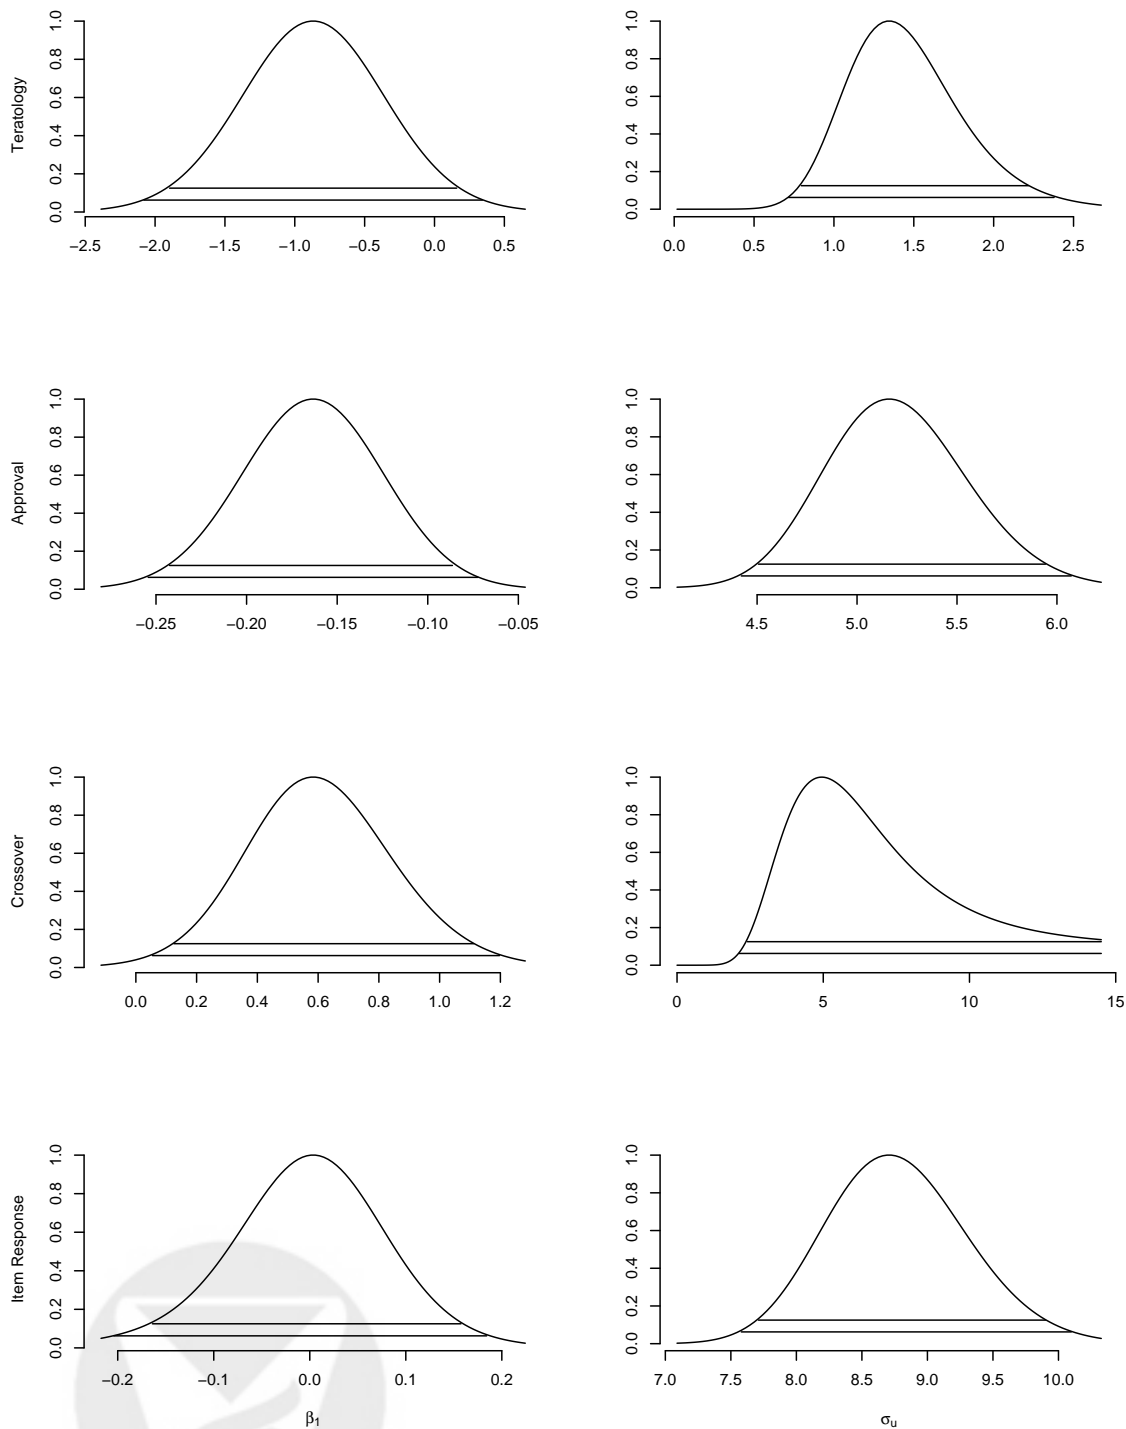 Teratology
0.0 0.2 0.4 0.6 0.8 1.0
−2.5 −2.0 −1.5 −1.0 −0.5 0.0 0.5
0.0 0.2 0.4 0.6 0.8 1.0
0.0 0.5 1.0 1.5 2.0 2.5
Approval
0.0 0.2 0.4 0.6 0.8 1.0
−0.25 −0.20 −0.15 −0.10 −0.05
0.0 0.2 0.4 0.6 0.8 1.0
4.5 5.0 5.5 6.0
Crossover
0.0 0.2 0.4 0.6 0.8 1.0
0.0 0.2 0.4 0.6 0.8 1.0 1.2
0.0 0.2 0.4 0.6 0.8 1.0
0 5 10 15
Item Response
0.0 0.2 0.4 0.6 0.8 1.0
−0.2 −0.1 0.0 0.1 0.2
β₁
0.0 0.2 0.4 0.6 0.8 1.0
7.0 7.5 8.0 8.5 9.0 9.5 10.0
σᵤ